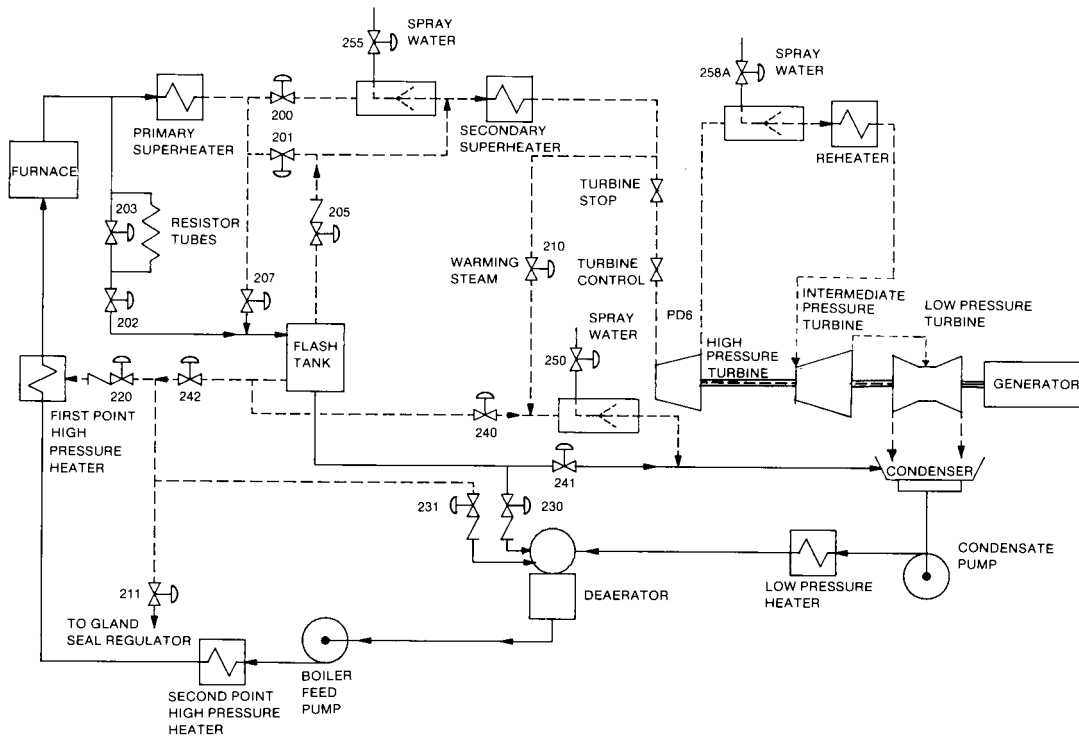 SPRAY
WATER
255
SPRAY
WATER
258A
200
PRIMARY
SUPERHEATER
201
SECONDARY
SUPERHEATER
REHEATER
FURNACE
203
RESISTOR
TUBES
205
TURBINE
STOP
210
WARMING
STEAM
TURBINE
CONTROL
202
207
FLASH
TANK
SPRAY
WATER
250
PD6
HIGH
PRESSURE
TURBINE
INTERMEDIATE
PRESSURE
TURBINE
LOW PRESSURE
TURBINE
GENERATOR
220
242
FIRST POINT
HIGH
PRESSURE
HEATER
240
241
CONDENSER
231
230
CONDENSATE
PUMP
LOW PRESSURE
HEATER
DEAERATOR
211
TO GLAND
SEAL REGULATOR
SECOND POINT
HIGH PRESSURE
HEATER
BOILER
FEED
PUMP